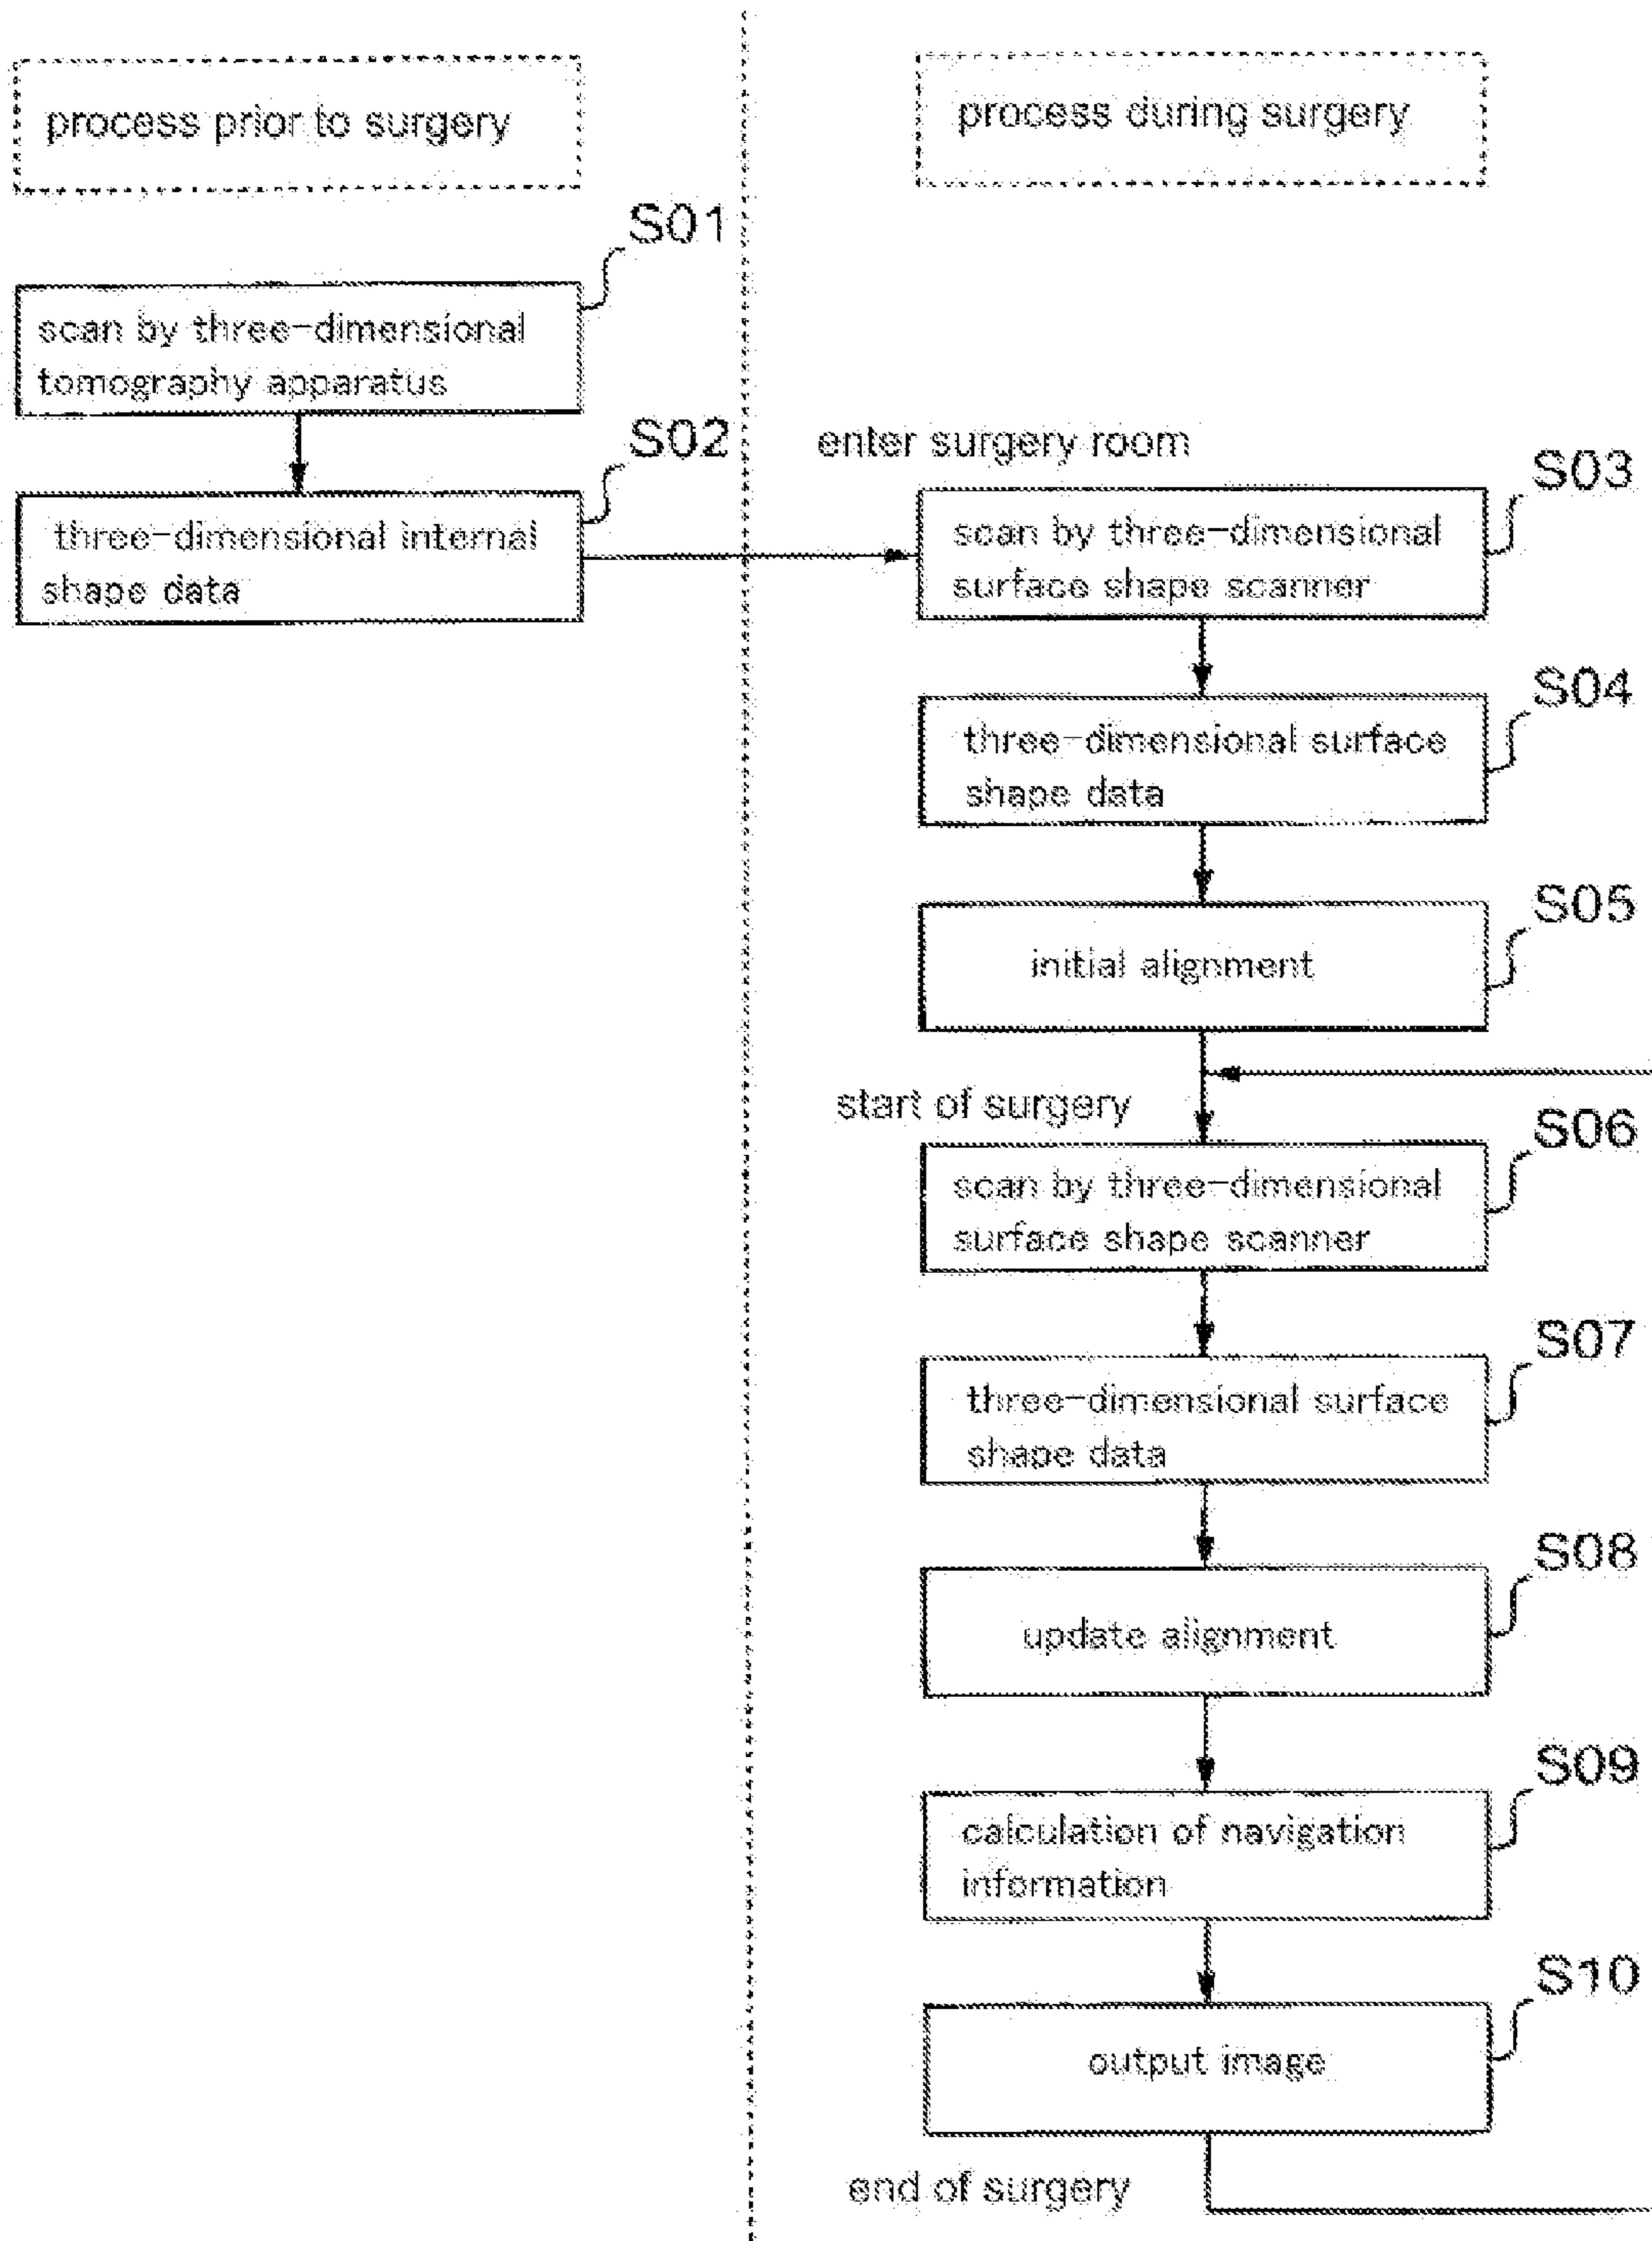 process prior to surgery
S01
scan by three-dimensional
tomography apparatus
S02
three-dimensional internal
shape data
process during surgery
enter surgery room
S03
scan by three-dimensional
surface shape scanner
S04
three-dimensional surface
shape data
S05
initial alignment
start of surgery
S06
scan by three-dimensional
surface shape scanner
S07
three-dimensional surface
shape data
S08
update alignment
S09
calculation of navigation
information
S10
output image
end of surgery